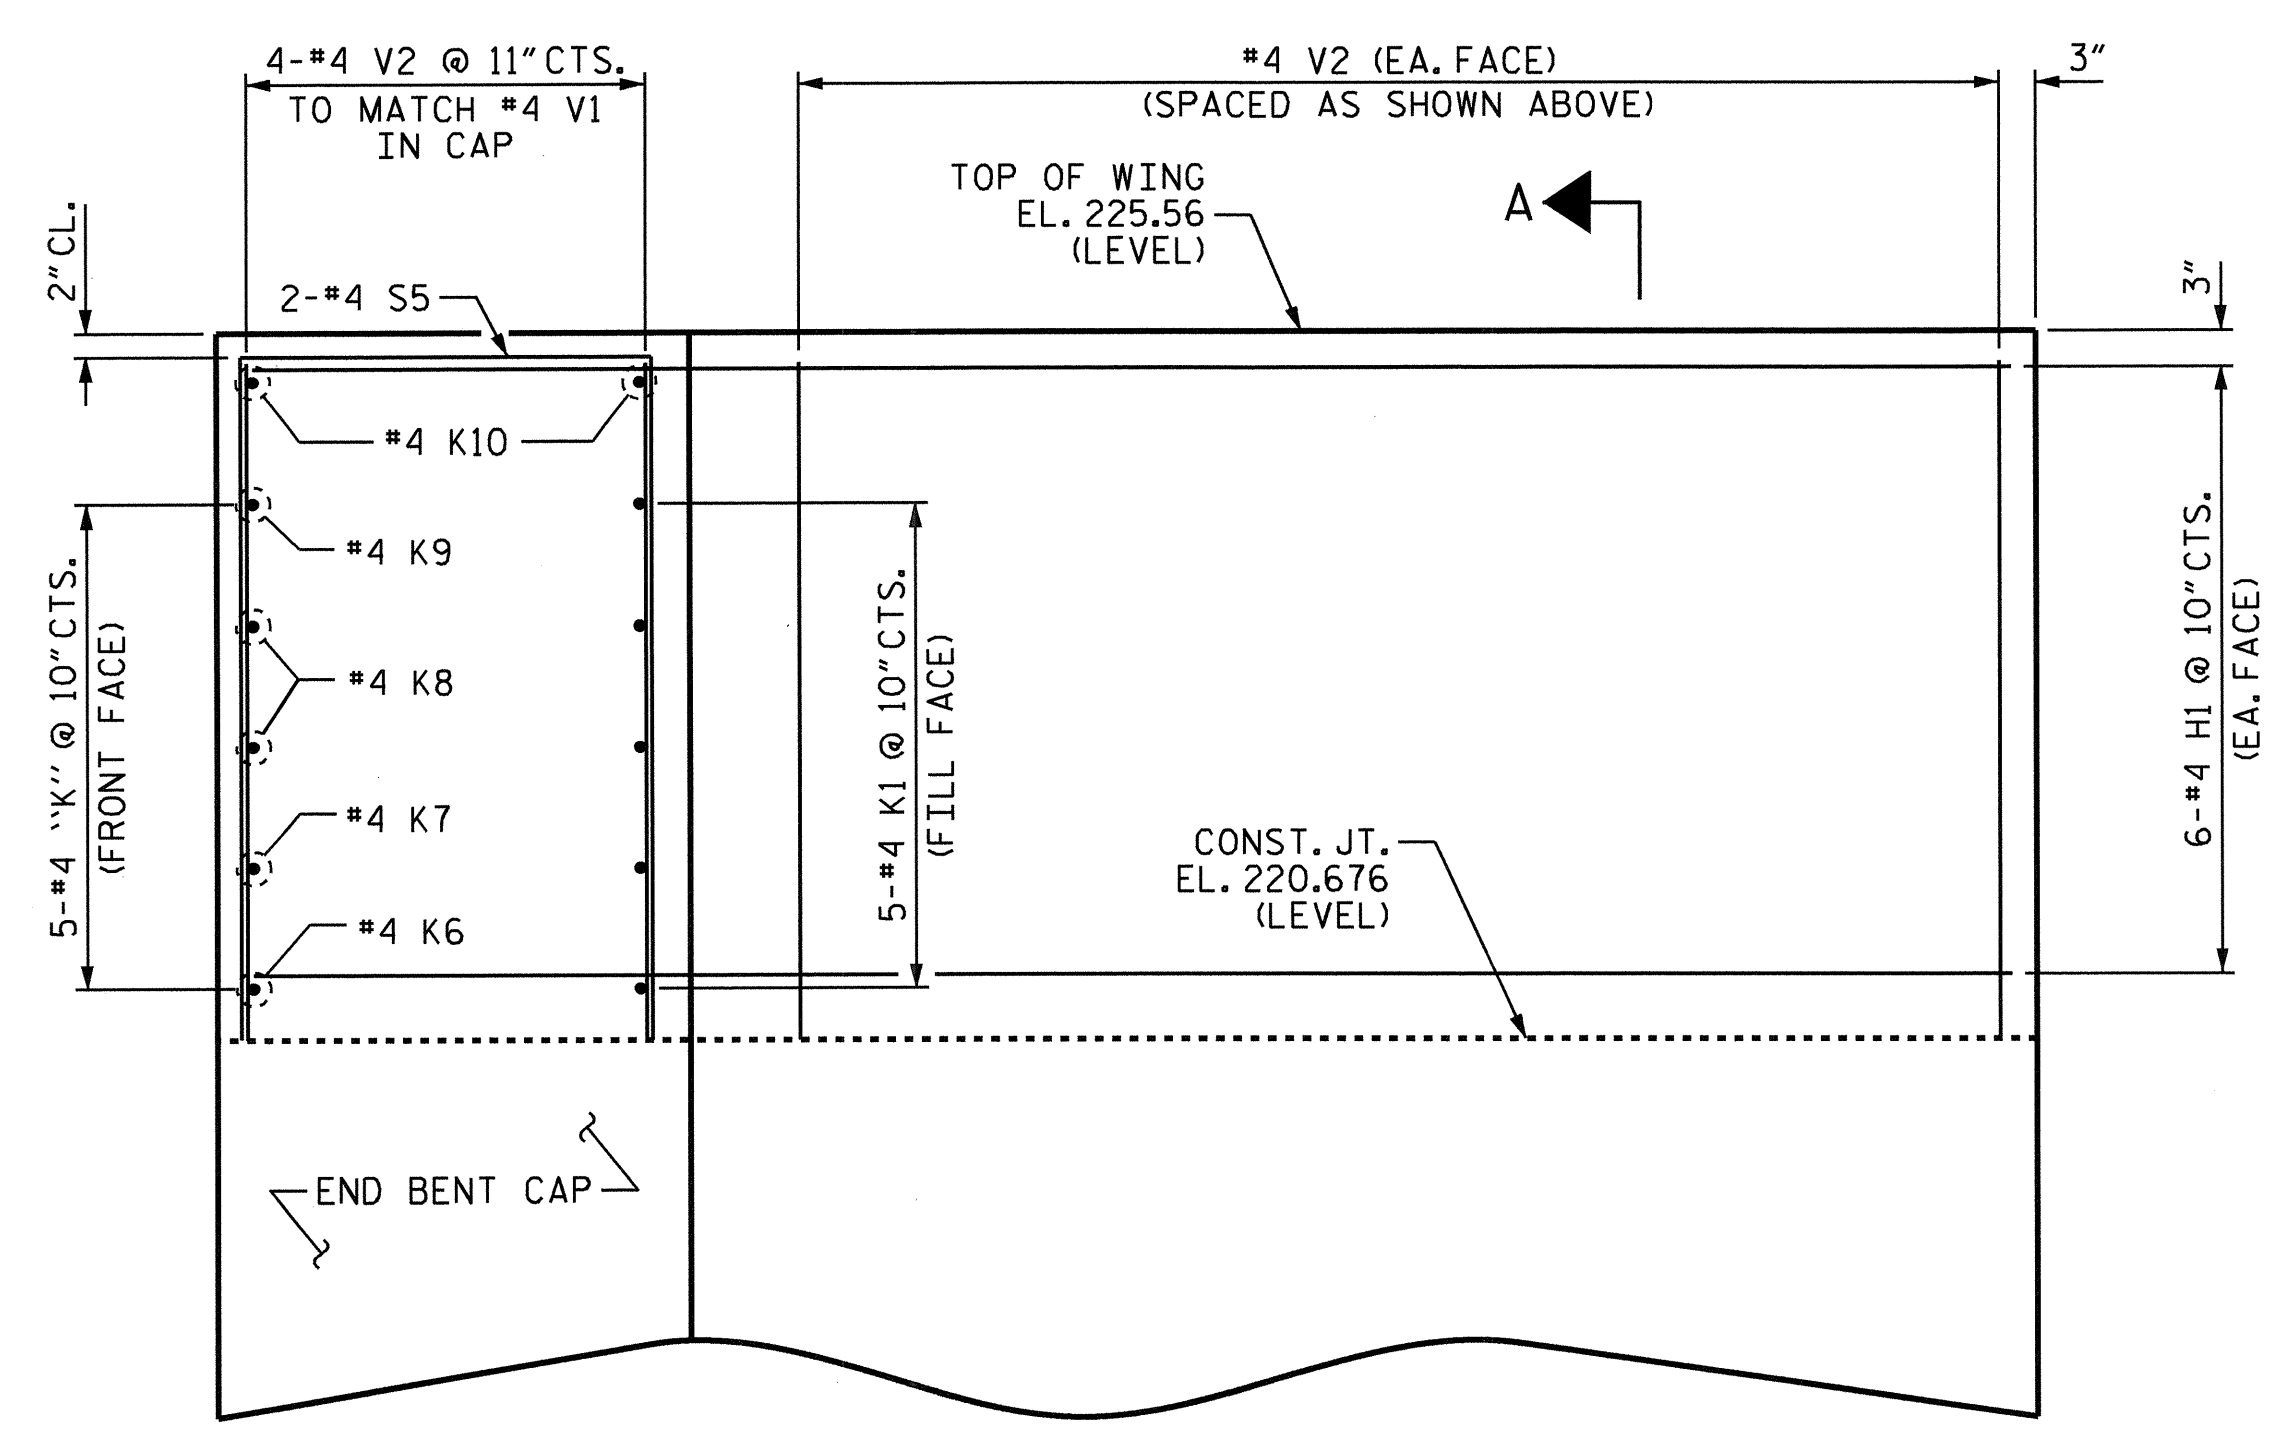 4-#4 V2 @ 11"CTS.
TO MATCH #4 V1
IN CAP
#4 V2 (EA. FACE)
(SPACED AS SHOWN ABOVE)
3"
TOP OF WING
EL. 225.56
(LEVEL)
A
2"CL.
3"
2-#4 S5
#4 K10
#4 K9
#4 K8
#4 K7
#4 K6
5-#4 "K" @ 10"CTS.
(FRONT FACE)
5-#4 K1 @ 10"CTS.
(FILL FACE)
6-#4 H1 @ 10"CTS.
(EA. FACE)
CONST. JT.
EL. 220.676
(LEVEL)
END BENT CAP